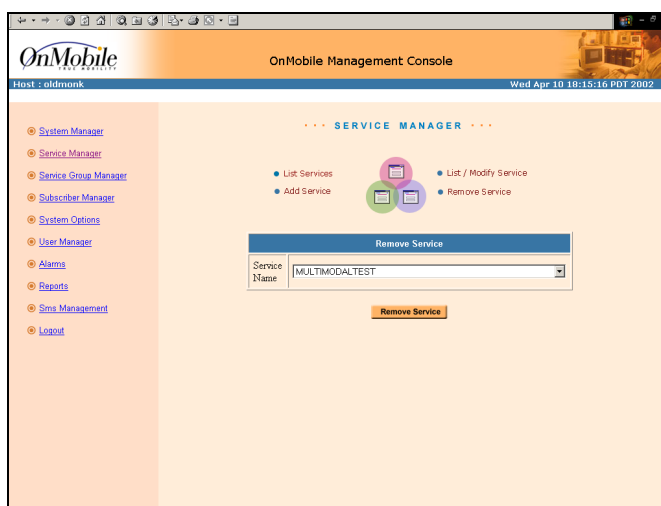 OnMobile
TRUE MOBILITY
OnMobile Management Console
Host : oldmonk
Wed Apr 10 18:15:16 PDT 2002
System Manager
Service Manager
Service Group Manager
Subscriber Manager
System Options
User Manager
Alarms
Reports
Sms Management
Logout
··· SERVICE MANAGER ···
List Services
List / Modify Service
Add Service
Remove Service
Remove Service
Service Name
MULTIMODALTEST
Remove Service